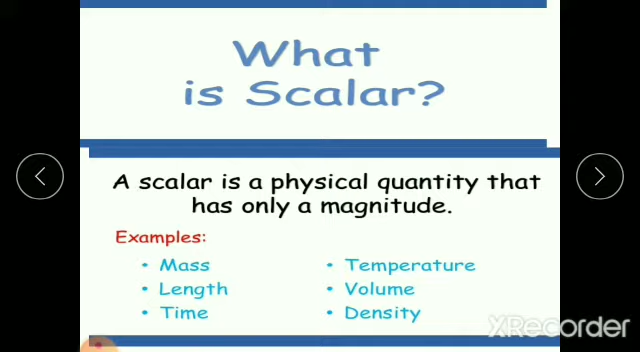 What
is Scalar?
A scalar is a physical quantity that
has only a magnitude.
Examples:
• Mass
• Temperature
• Length
• Volume
• Time
• Density
XRecorder